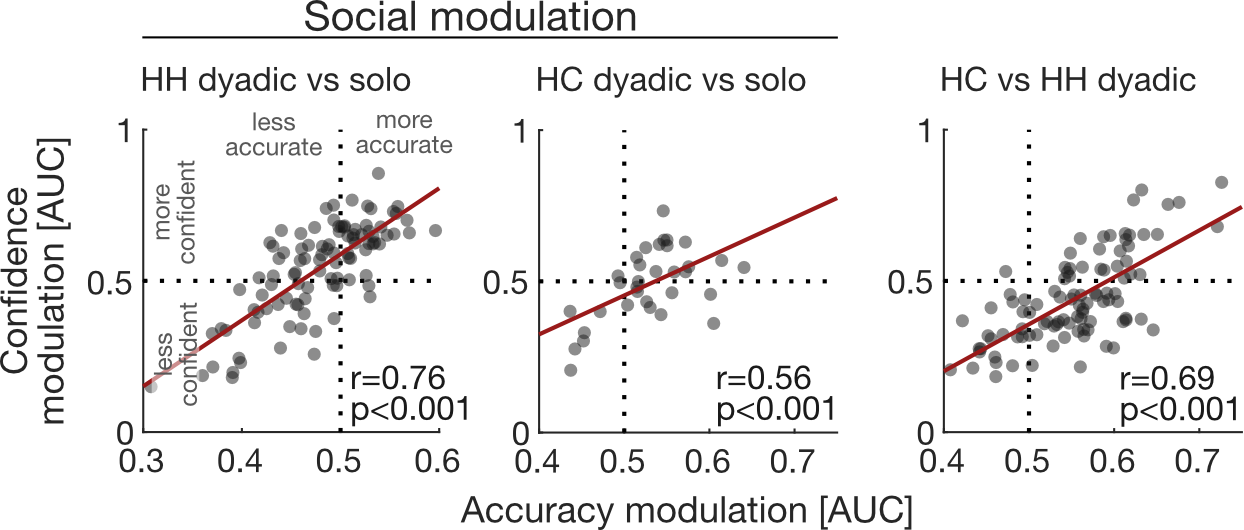 Social modulation
HH dyadic vs solo
HC dyadic vs solo
HC vs HH dyadic
Confidence
modulation [AUC]
1
0.5
0
less
accurate
more
accurate
more
confident
less
confident
r=0.76
p<0.001
0.3 0.4 0.5 0.6
1
0.5
0
r=0.56
p<0.001
0.4 0.5 0.6 0.7
1
0.5
0
r=0.69
p<0.001
0.4 0.5 0.6 0.7
Accuracy modulation [AUC]